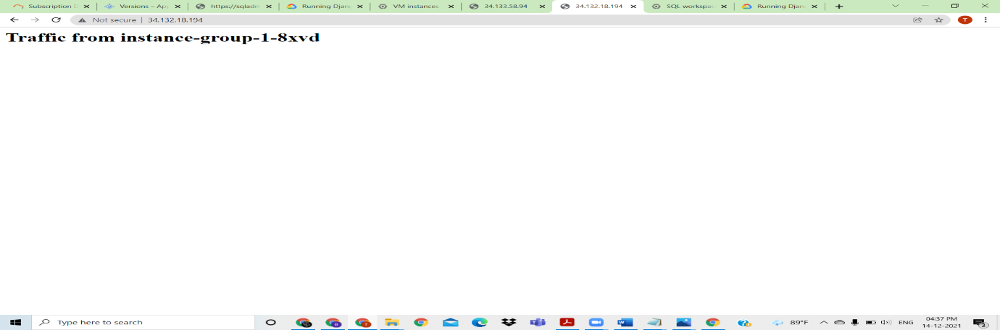 Subscription Versions – Ap https://sqladm Running Djan VM instances 34.133.58.94 34.132.18.194 SQL workspac Running Djan
Not secure | 34.132.18.194 T
Traffic from instance-group-1-8xvd
Type here to search 89°F ENG 04:37 PM
14-12-2021 3